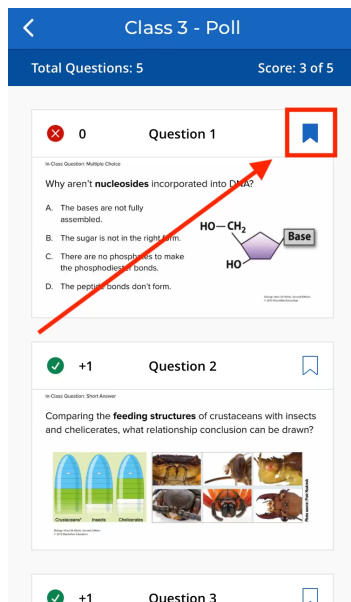 Class 3 - Poll
Total Questions: 5 Score: 3 of 5
0 Question 1
In-Class Question: Multiple Choice
Why aren't nucleosides incorporated into DNA?
A. The bases are not fully
assembled.
B. The sugar is not in the right form.
C. There are no phosphates to make
the phosphodiester bonds.
D. The peptide bonds don't form.
HO—CH2
Base
HO
+1 Question 2
In-Class Question: Short Answer
Comparing the feeding structures of crustaceans with insects
and chelicerates, what relationship conclusion can be drawn?
Crustaceans* Insects Chelicerates
+1 Question 3